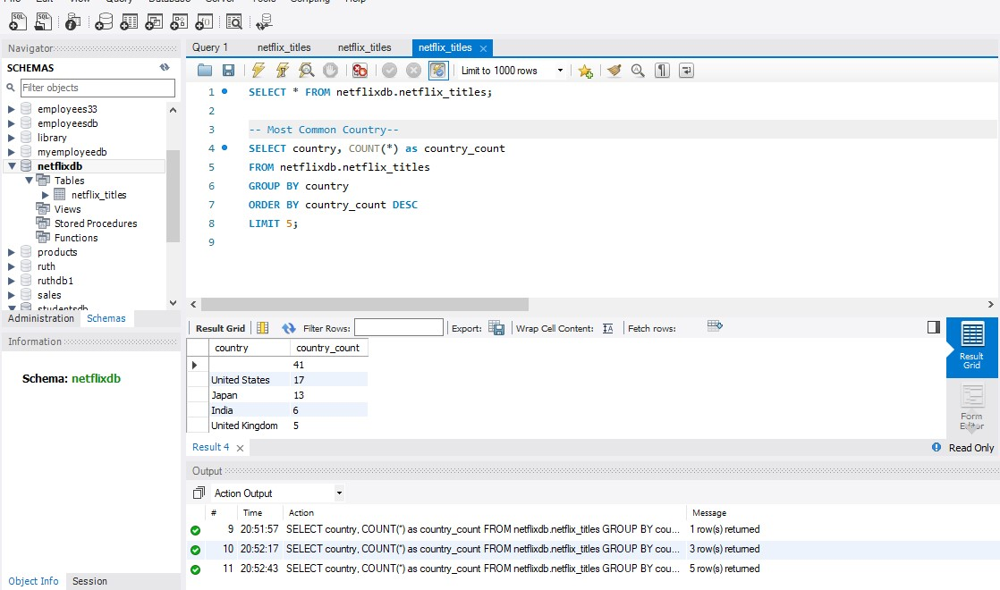 File Edit View Query Database Server Tools Scripting Help
SQL SQL
Navigator
SCHEMAS
Filter objects
employees33
employeesdb
library
myemployeedb
netflixdb
Tables
netflix_titles
Views
Stored Procedures
Functions
products
ruth
ruthdb1
sales
studentsdb
Administration Schemas
Information
Schema: netflixdb
Object Info Session
Query 1 netflix_titles netflix_titles netflix_titles
Limit to 1000 rows
1 SELECT * FROM netflixdb.netflix_titles;
2
3 -- Most Common Country--
4 SELECT country, COUNT(*) as country_count
5 FROM netflixdb.netflix_titles
6 GROUP BY country
7 ORDER BY country_count DESC
8 LIMIT 5;
9
Result Grid Filter Rows: Export: Wrap Cell Content: Fetch rows:
country country_count
41
United States 17
Japan 13
India 6
United Kingdom 5
Result Grid
Form Editor
Result 4 Read Only
Output
Action Output
# Time Action Message
9 20:51:57 SELECT country, COUNT(*) as country_count FROM netflixdb.netflix_titles GROUP BY cou... 1 row(s) returned
10 20:52:17 SELECT country, COUNT(*) as country_count FROM netflixdb.netflix_titles GROUP BY cou... 3 row(s) returned
11 20:52:43 SELECT country, COUNT(*) as country_count FROM netflixdb.netflix_titles GROUP BY cou... 5 row(s) returned